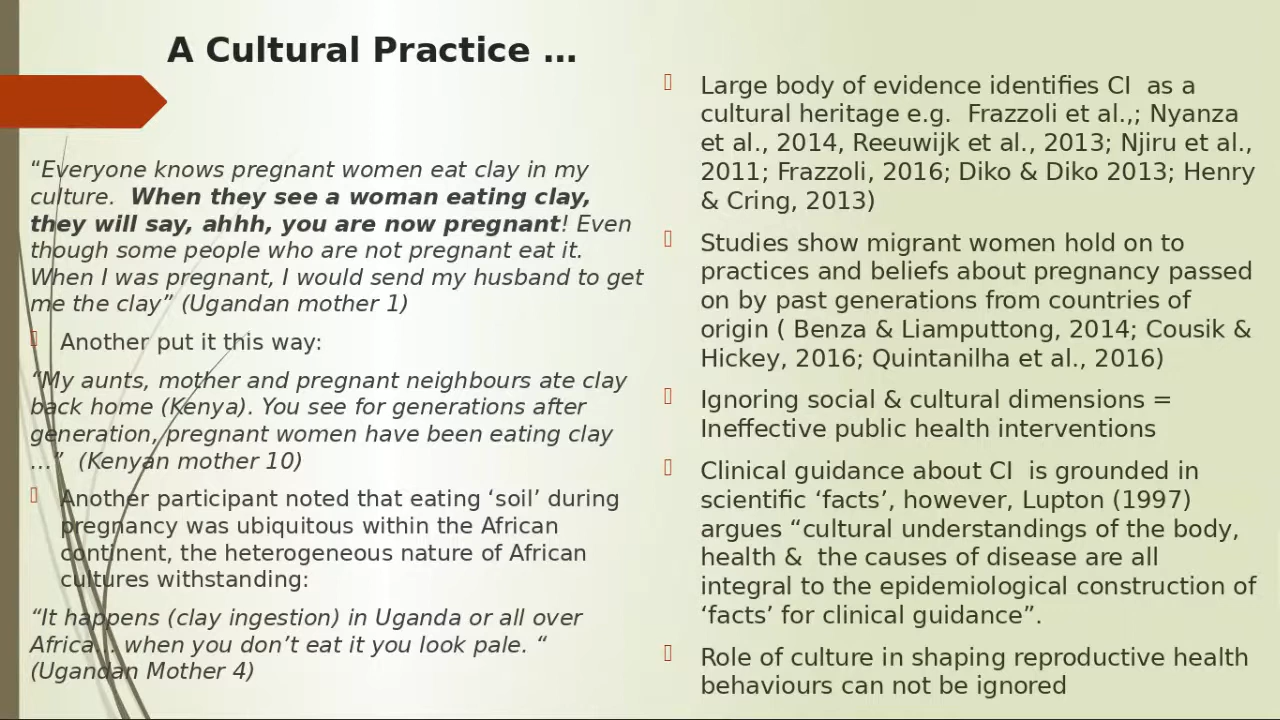 A Cultural Practice …
“Everyone knows pregnant women eat clay in my
culture. When they see a woman eating clay,
they will say, ahhh, you are now pregnant! Even
though some people who are not pregnant eat it.
When I was pregnant, I would send my husband to get
me the clay” (Ugandan mother 1)
Another put it this way:
“My aunts, mother and pregnant neighbours ate clay
back home (Kenya). You see for generations after
generation, pregnant women have been eating clay
…” (Kenyan mother 10)
Another participant noted that eating ‘soil’ during
pregnancy was ubiquitous within the African
continent, the heterogeneous nature of African
cultures withstanding:
“It happens (clay ingestion) in Uganda or all over
Africa… when you don’t eat it you look pale. “
(Ugandan Mother 4)
Large body of evidence identifies CI as a
cultural heritage e.g. Frazzoli et al.,; Nyanza
et al., 2014, Reeuwijk et al., 2013; Njiru et al.,
2011; Frazzoli, 2016; Diko & Diko 2013; Henry
& Cring, 2013)
Studies show migrant women hold on to
practices and beliefs about pregnancy passed
on by past generations from countries of
origin ( Benza & Liamputtong, 2014; Cousik &
Hickey, 2016; Quintanilha et al., 2016)
Ignoring social & cultural dimensions =
Ineffective public health interventions
Clinical guidance about CI is grounded in
scientific ‘facts’, however, Lupton (1997)
argues “cultural understandings of the body,
health & the causes of disease are all
integral to the epidemiological construction of
‘facts’ for clinical guidance”.
Role of culture in shaping reproductive health
behaviours can not be ignored